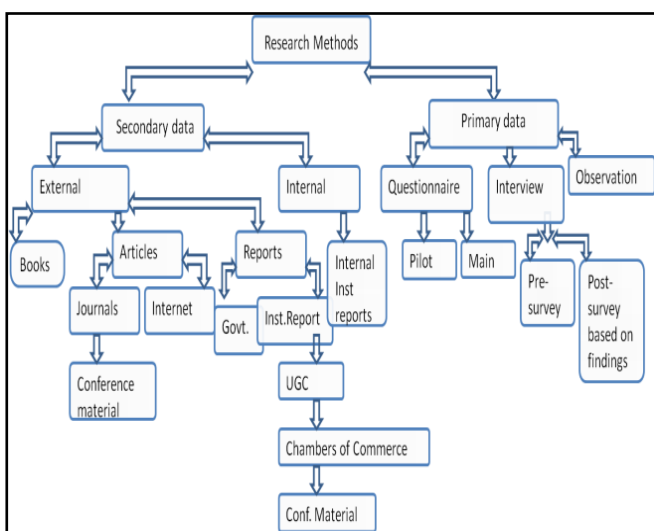 Research Methods
Secondary data
Primary data
External
Internal
Questionnaire
Interview
Observation
Books
Articles
Reports
Internal
Inst
reports
Pilot
Main
Pre-
survey
Post-
survey
based on
findings
Journals
Internet
Govt.
Inst.Report
Conference
material
UGC
Chambers of Commerce
Conf. Material